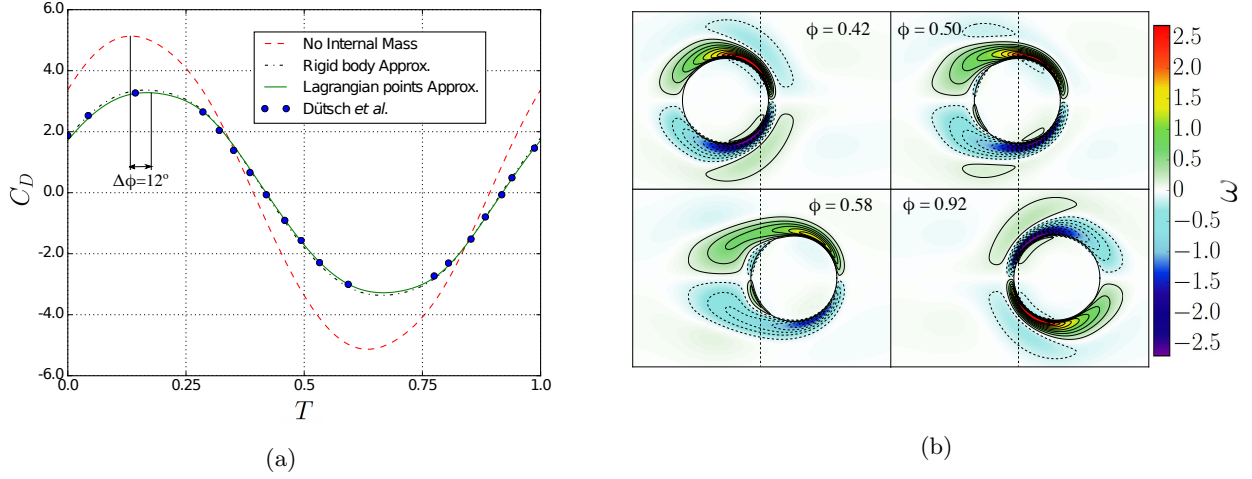 6.0
4.0
2.0
0.0
-2.0
-4.0
-6.0
C_D
0.0
0.25
0.5
0.75
1.0
T
No Internal Mass
Rigid body Approx.
Lagrangian points Approx.
Dütsch et al.
Δϕ=12°
(a)
ϕ = 0.42
ϕ = 0.50
ϕ = 0.58
ϕ = 0.92
2.5
2.0
1.5
1.0
0.5
0
−0.5
−1.0
−1.5
−2.0
−2.5
ω
(b)